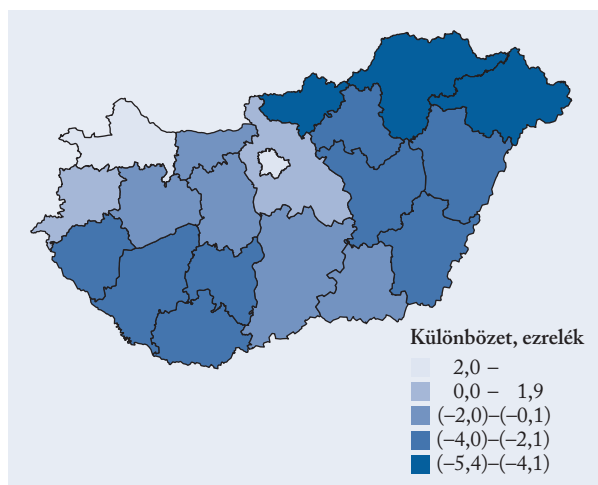 Különbözet, ezrelék
2,0 –
0,0 – 1,9
(–2,0)–(–0,1)
(–4,0)–(–2,1)
(–5,4)–(–4,1)